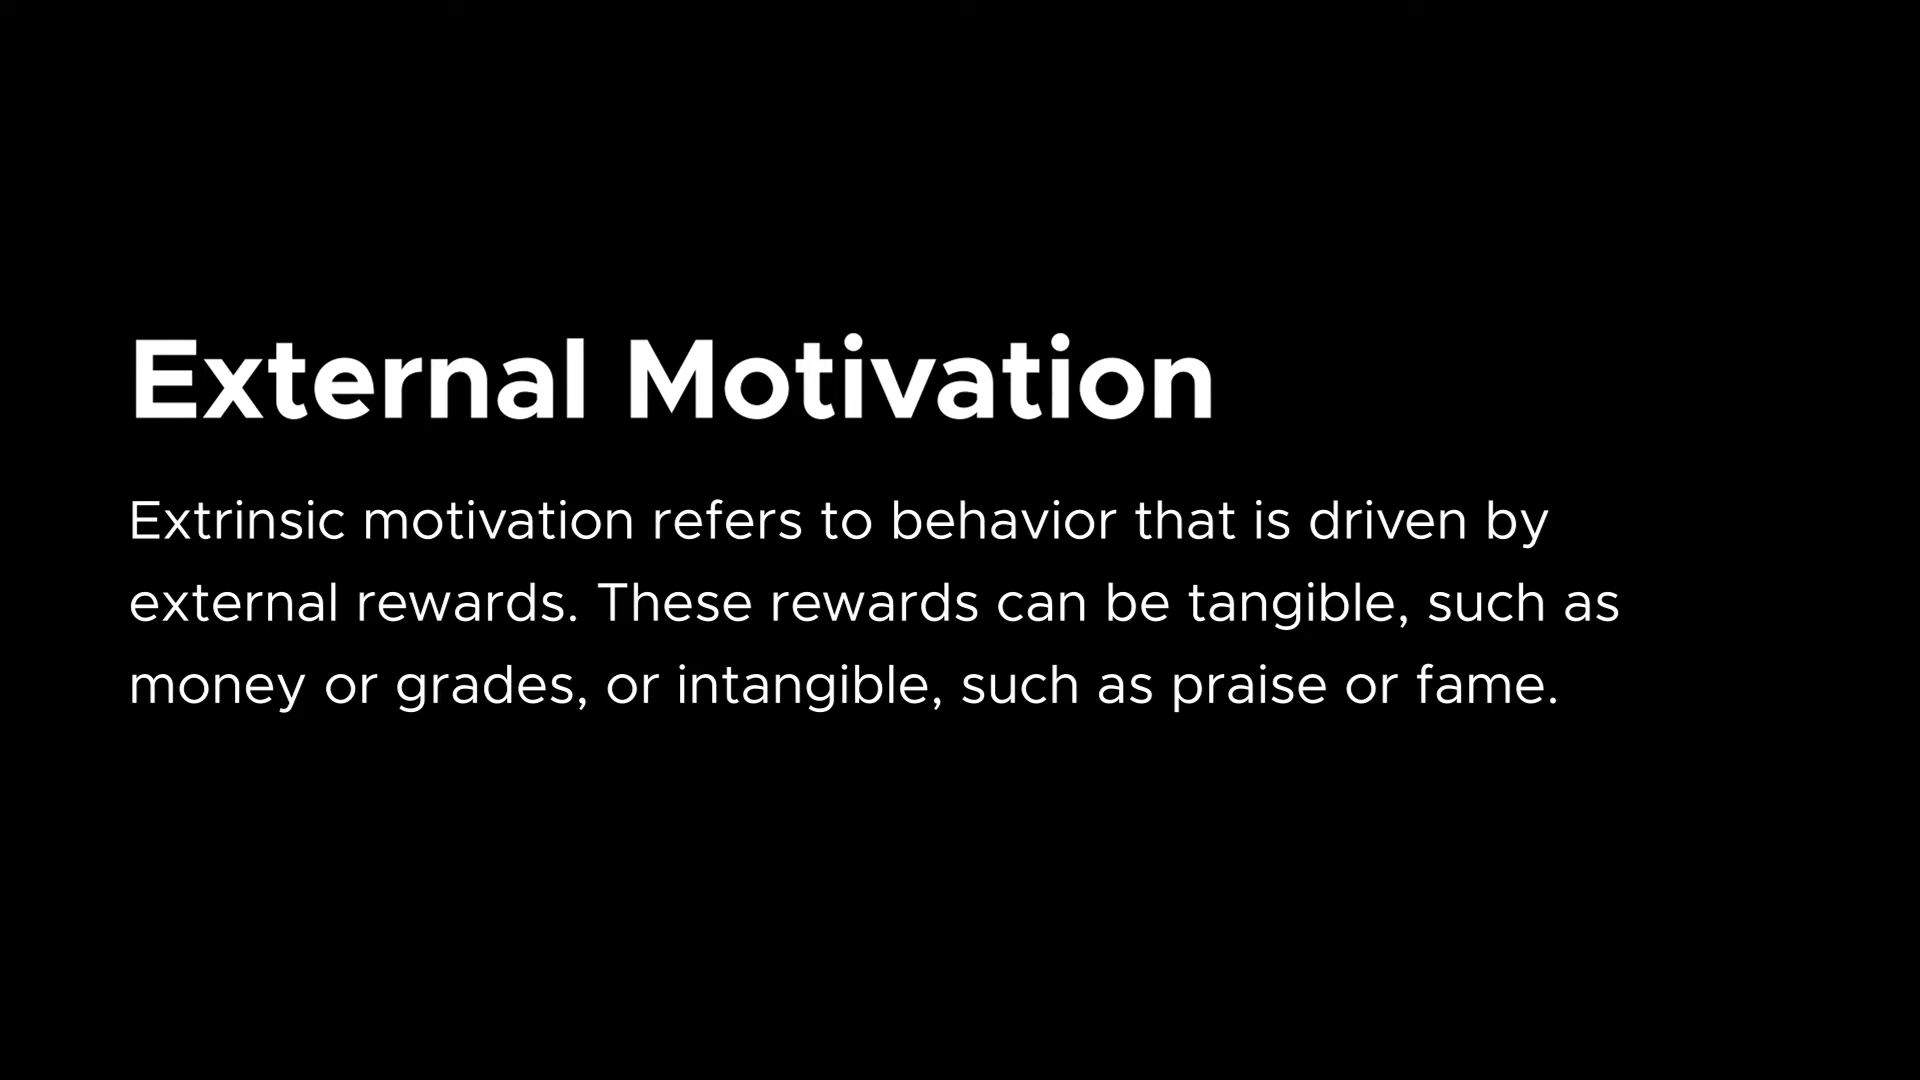 External Motivation
Extrinsic motivation refers to behavior that is driven by
external rewards. These rewards can be tangible, such as
money or grades, or intangible, such as praise or fame.